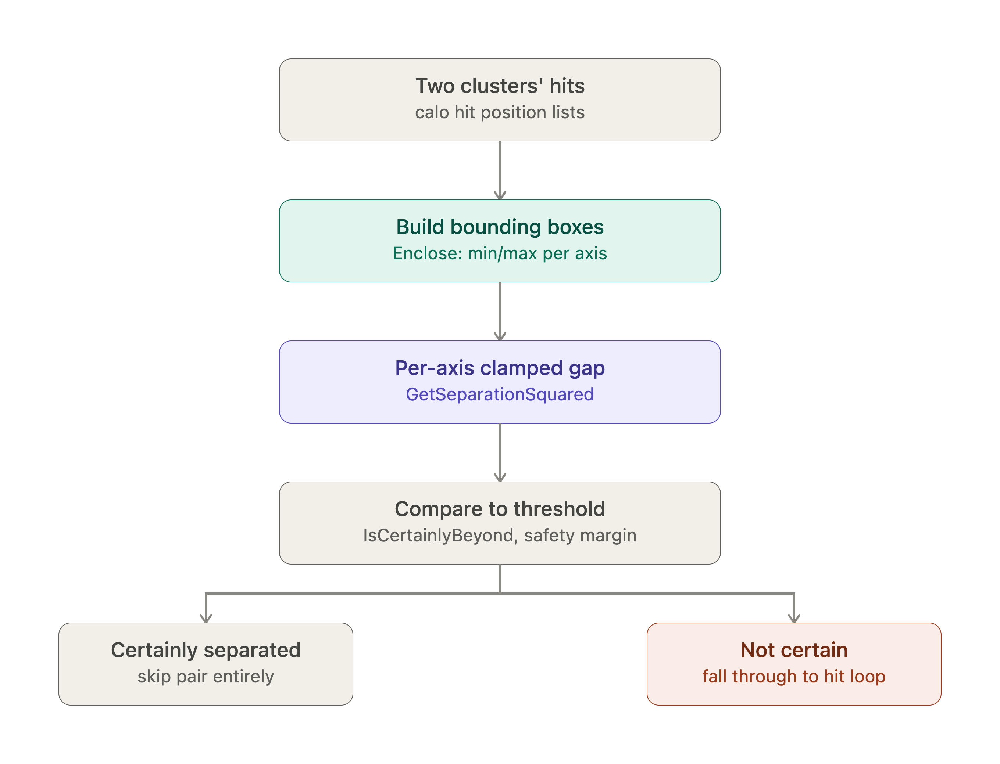 Two clusters' hits
calo hit position lists
Build bounding boxes
Enclose: min/max per axis
Per-axis clamped gap
GetSeparationSquared
Compare to threshold
IsCertainlyBeyond, safety margin
Certainly separated
skip pair entirely
Not certain
fall through to hit loop